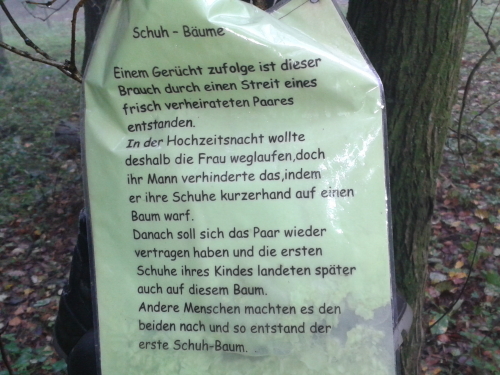 Schuh - Bäume
Einem Gerücht zufolge ist dieser
Brauch durch einen Streit eines
frisch verheirateten Paares
entstanden.
In der Hochzeitsnacht wollte
deshalb die Frau weglaufen,doch
ihr Mann verhinderte das,indem
er ihre Schuhe kurzerhand auf einen
Baum warf.
Danach soll sich das Paar wieder
vertragen haben und die ersten
Schuhe ihres Kindes landeten später
auch auf diesem Baum.
Andere Menschen machten es den
beiden nach und so entstand der
erste Schuh-Baum.